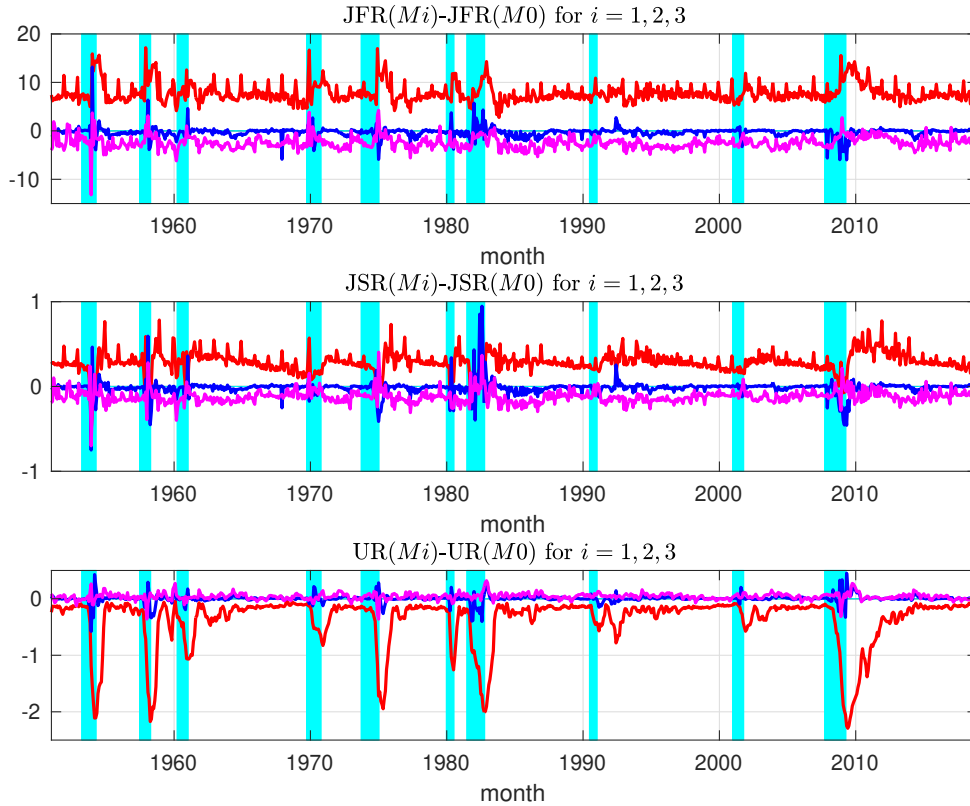 JFR(Mi)-JFR(M0) for i = 1, 2, 3
20
10
0
-10
1960 1970 1980 1990 2000 2010
month
JSR(Mi)-JSR(M0) for i = 1, 2, 3
1
0
-1
1960 1970 1980 1990 2000 2010
month
UR(Mi)-UR(M0) for i = 1, 2, 3
0
-1
-2
1960 1970 1980 1990 2000 2010
month